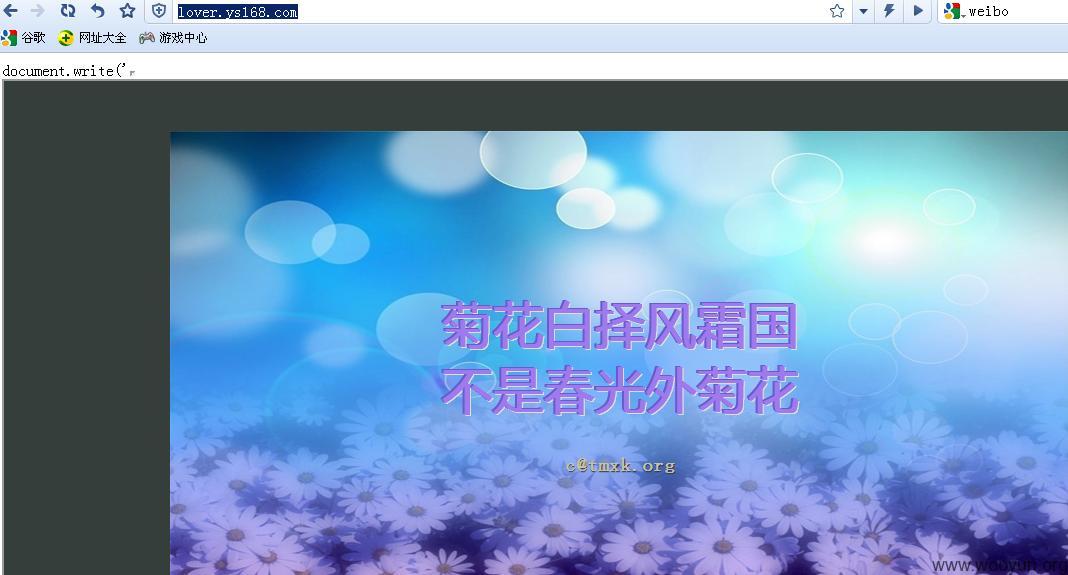 lover.ys168.com
weibo
谷歌 网址大全 游戏中心
document.write('
菊花白择风霜国
不是春光外菊花
c@tmxk.org
www.wooyun.org